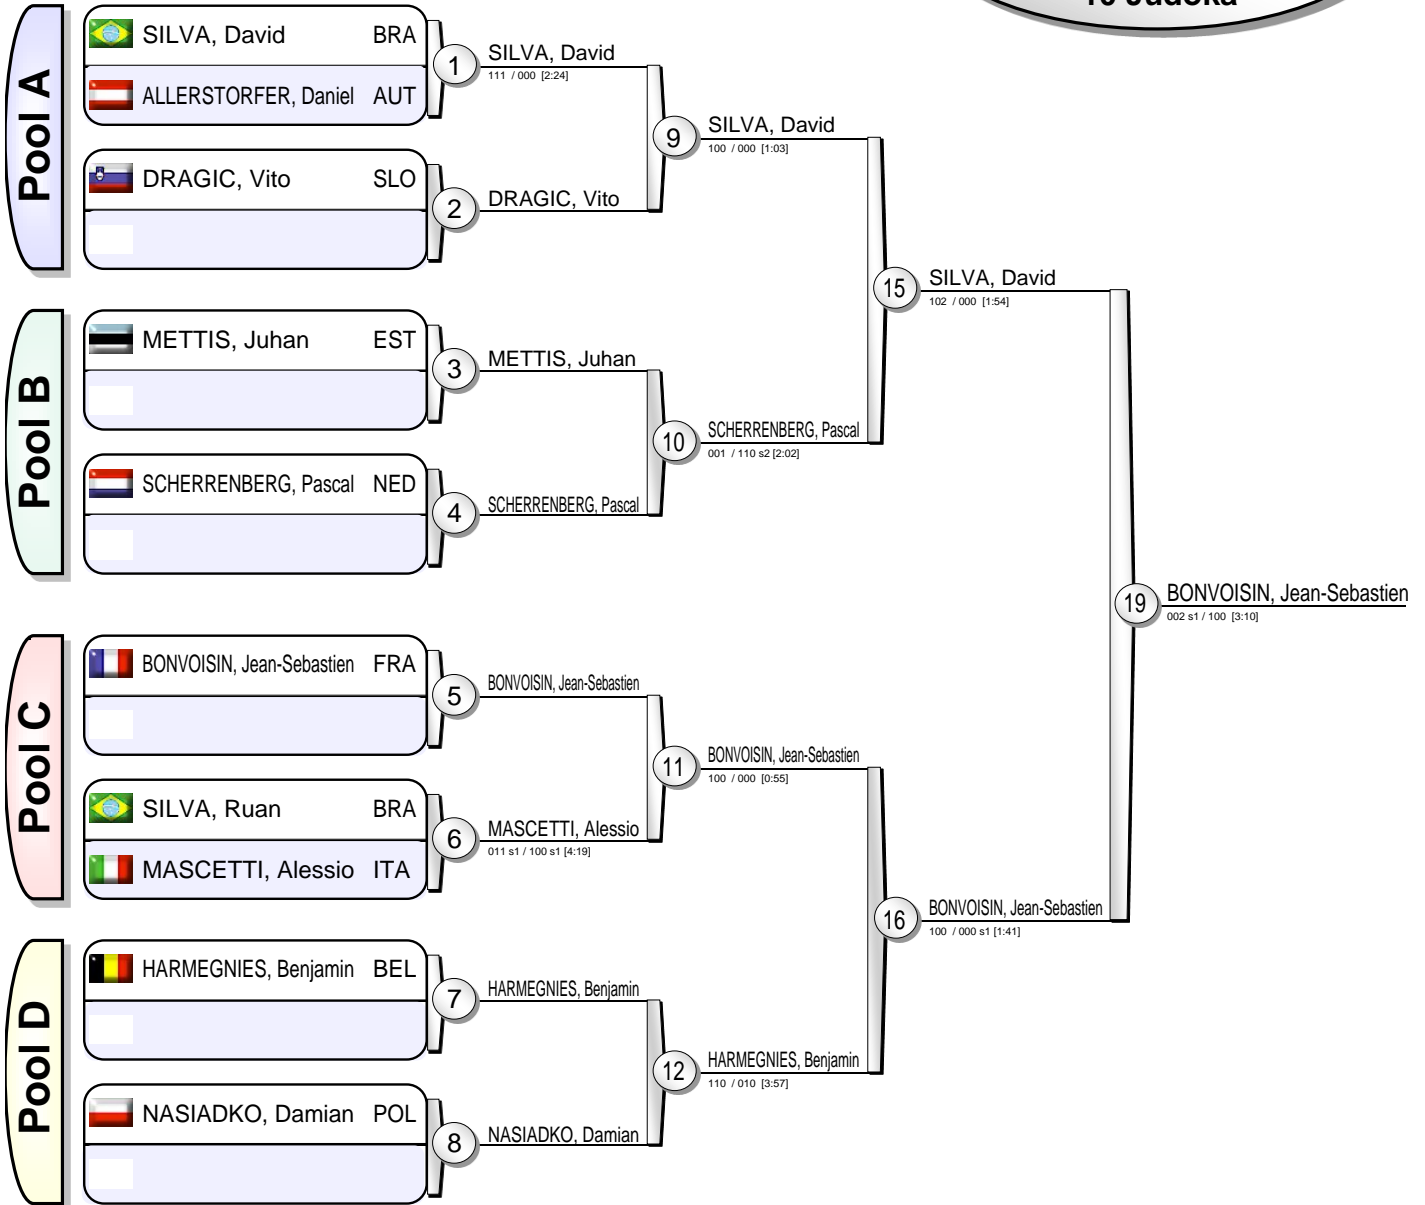 10 Judoka
Pool A
SILVA, David BRA
ALLERSTORFER, Daniel AUT
DRAGIC, Vito SLO
1
SILVA, David
111 / 000 [2:24]
2
DRAGIC, Vito
9
SILVA, David
100 / 000 [1:03]
Pool B
METTIS, Juhan EST
SCHERRENBERG, Pascal NED
3
METTIS, Juhan
4
SCHERRENBERG, Pascal
10
SCHERRENBERG, Pascal
001 / 110 s2 [2:02]
15
SILVA, David
102 / 000 [1:54]
Pool C
BONVOISIN, Jean-Sebastien FRA
SILVA, Ruan BRA
MASCETTI, Alessio ITA
5
BONVOISIN, Jean-Sebastien
6
MASCETTI, Alessio
011 s1 / 100 s1 [4:19]
11
BONVOISIN, Jean-Sebastien
100 / 000 [0:55]
Pool D
HARMEGNIES, Benjamin BEL
NASIADKO, Damian POL
7
HARMEGNIES, Benjamin
8
NASIADKO, Damian
12
HARMEGNIES, Benjamin
110 / 010 [3:57]
16
BONVOISIN, Jean-Sebastien
100 / 000 s1 [1:41]
19
BONVOISIN, Jean-Sebastien
002 s1 / 100 [3:10]